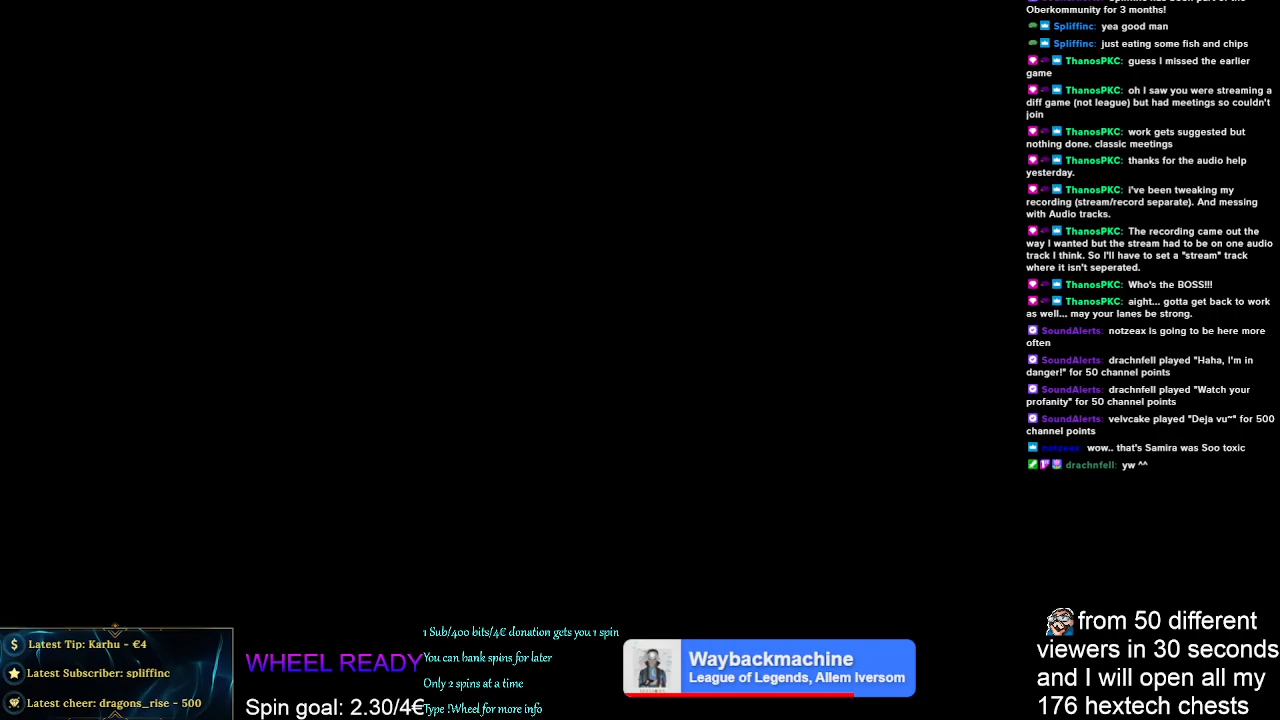 Oberkommunity for 3 months!
Spliffinc: yea good man
Spliffinc: just eating some fish and chips
ThanosPKC: guess I missed the earlier
game
ThanosPKC: oh I saw you were streaming a
diff game (not league) but had meetings so couldn't
join
ThanosPKC: work gets suggested but
nothing done. classic meetings
ThanosPKC: thanks for the audio help
yesterday.
ThanosPKC: i've been tweaking my
recording (stream/record separate). And messing
with Audio tracks.
ThanosPKC: The recording came out the
way I wanted but the stream had to be on one audio
track I think. So I'll have to set a "stream" track
where it isn't seperated.
ThanosPKC: Who's the BOSS!!!
ThanosPKC: aight... gotta get back to work
as well... may your lanes be strong.
SoundAlerts: notzeax is going to be here more
often
SoundAlerts: drachnfell played "Haha, I'm in
danger!" for 50 channel points
SoundAlerts: drachnfell played "Watch your
profanity" for 50 channel points
SoundAlerts: velvcake played "Deja vu~" for 500
channel points
notzeax: wow.. that's Samira was Soo toxic
drachnfell: yw ^^
from 50 different
viewers in 30 seconds
and I will open all my
176 hextech chests
Latest Tip: Karhu - €4
Latest Subscriber: spliffinc
Latest cheer: dragons_rise - 500
WHEEL READY
Spin goal: 2.30/4€
1 Sub/400 bits/4€ donation gets you 1 spin
You can bank spins for later
Only 2 spins at a time
Type !Wheel for more info
Waybackmachine
League of Legends, Allem Iversom